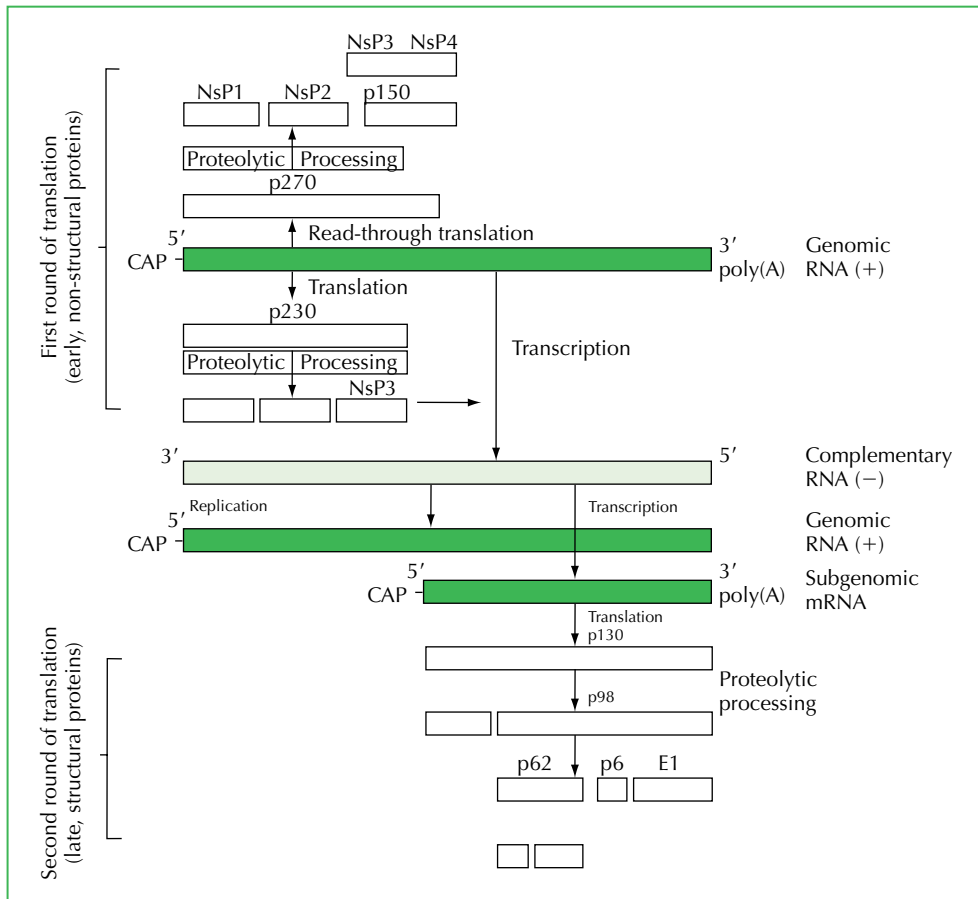 NsP3 NsP4
NsP1 NsP2 p150
Proteolytic Processing
p270
Read-through translation
5′ 3′
CAP poly(A)
Genomic
RNA (+)
Translation
p230
Proteolytic Processing
NsP3
Transcription
First round of translation
(early, non-structural proteins)
3′ 5′
Complementary
RNA (−)
Replication Transcription
5′
CAP
Genomic
RNA (+)
5′ 3′
CAP poly(A)
Subgenomic
mRNA
Translation
p130
Proteolytic
processing
p98
p62 p6 E1
Second round of translation
(late, structural proteins)